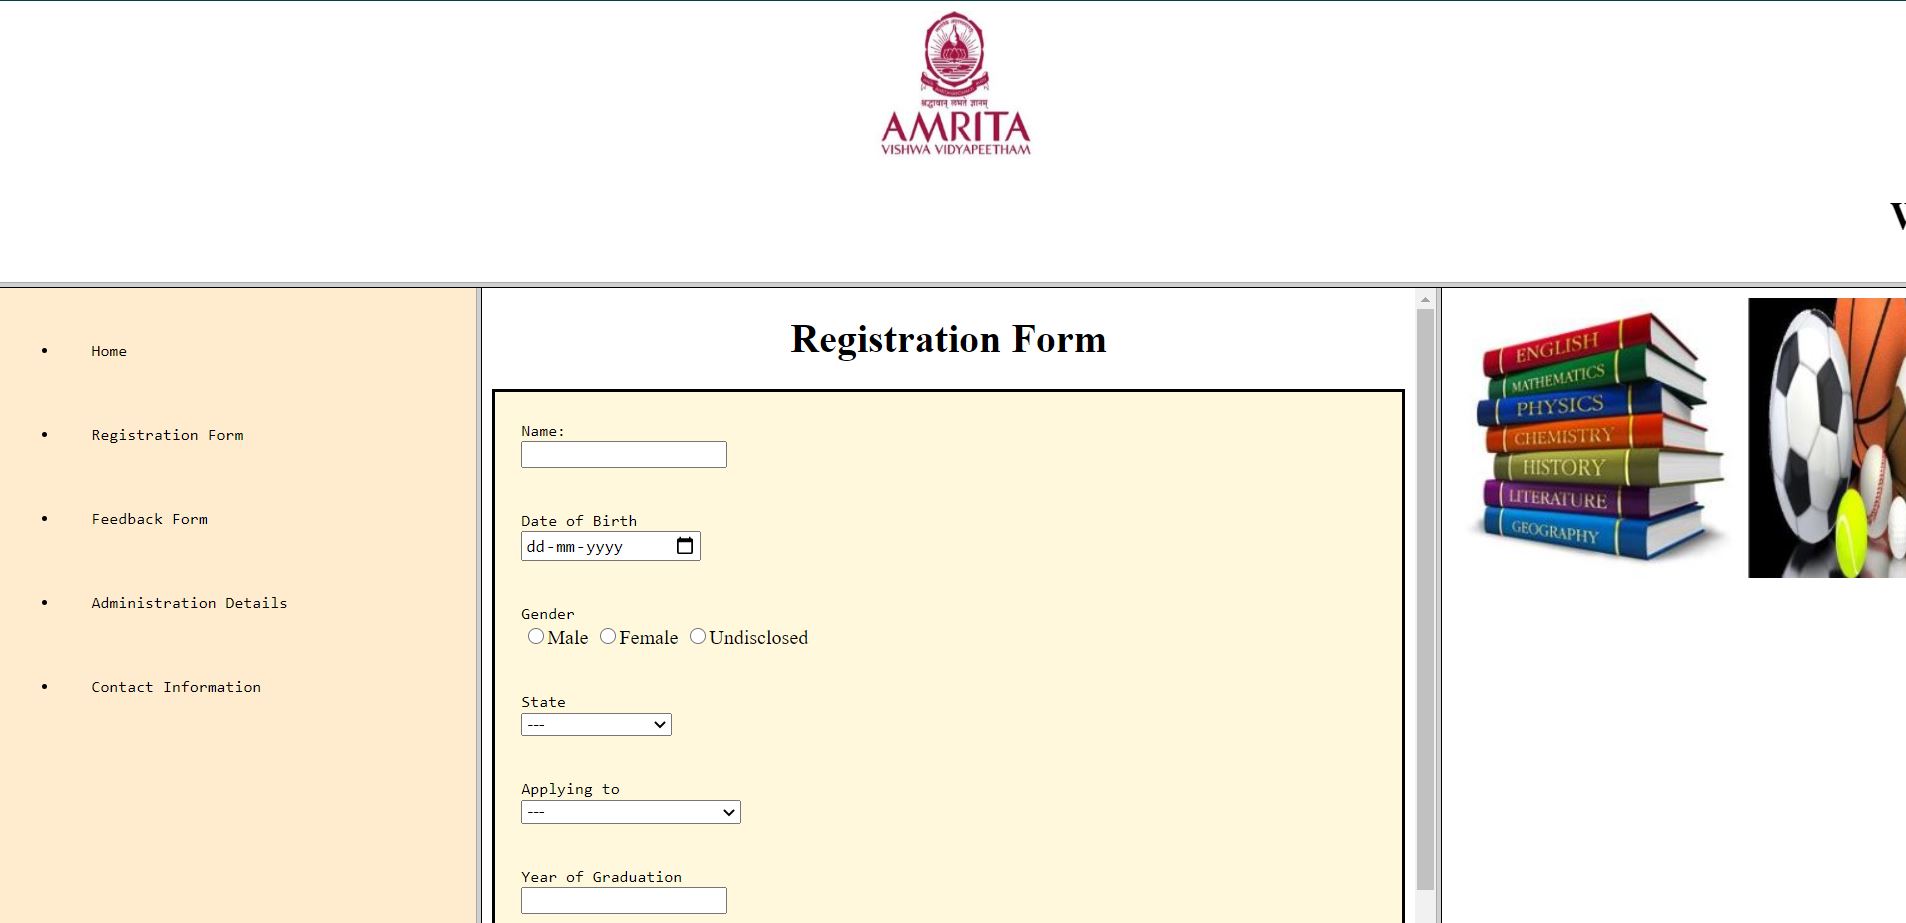 श्रद्धावान् लभते ज्ञानम्
AMRITA
VISHWA VIDYAPEETHAM
Home
Registration Form
Feedback Form
Administration Details
Contact Information
Registration Form
Name:
Date of Birth
dd-mm-yyyy
Gender
Male Female Undisclosed
State
---
Applying to
---
Year of Graduation
ENGLISH
MATHEMATICS
PHYSICS
CHEMISTRY
HISTORY
LITERATURE
GEOGRAPHY